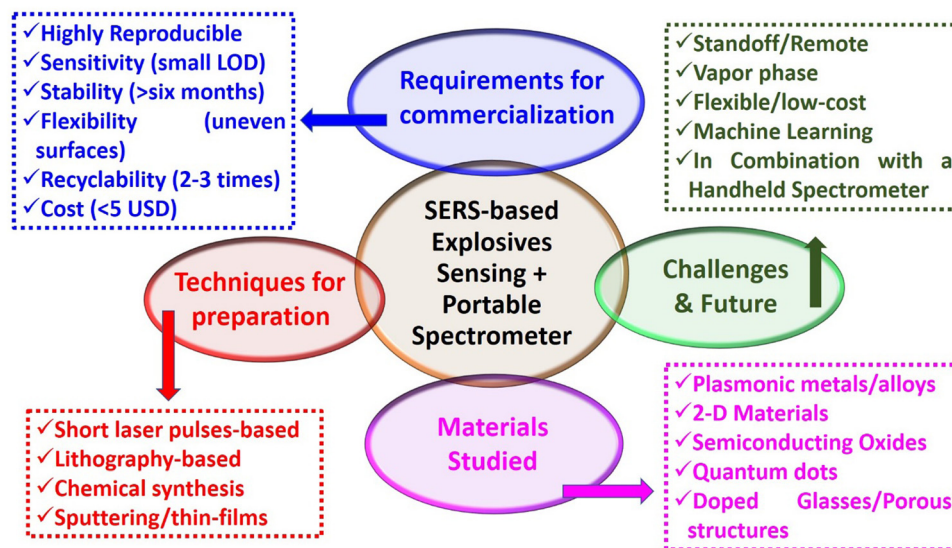 ✓Highly Reproducible
✓Sensitivity (small LOD)
✓Stability (>six months)
✓Flexibility (uneven
surfaces)
✓Recyclability (2-3 times)
✓Cost (<5 USD)
Requirements for
commercialization
✓Standoff/Remote
✓Vapor phase
✓Flexible/low-cost
✓Machine Learning
✓In Combination with a
Handheld Spectrometer
SERS-based
Explosives
Sensing +
Portable
Spectrometer
Techniques for
preparation
Challenges
& Future
✓Short laser pulses-based
✓Lithography-based
✓Chemical synthesis
✓Sputtering/thin-films
Materials
Studied
✓Plasmonic metals/alloys
✓2-D Materials
✓Semiconducting Oxides
✓Quantum dots
✓Doped Glasses/Porous
structures